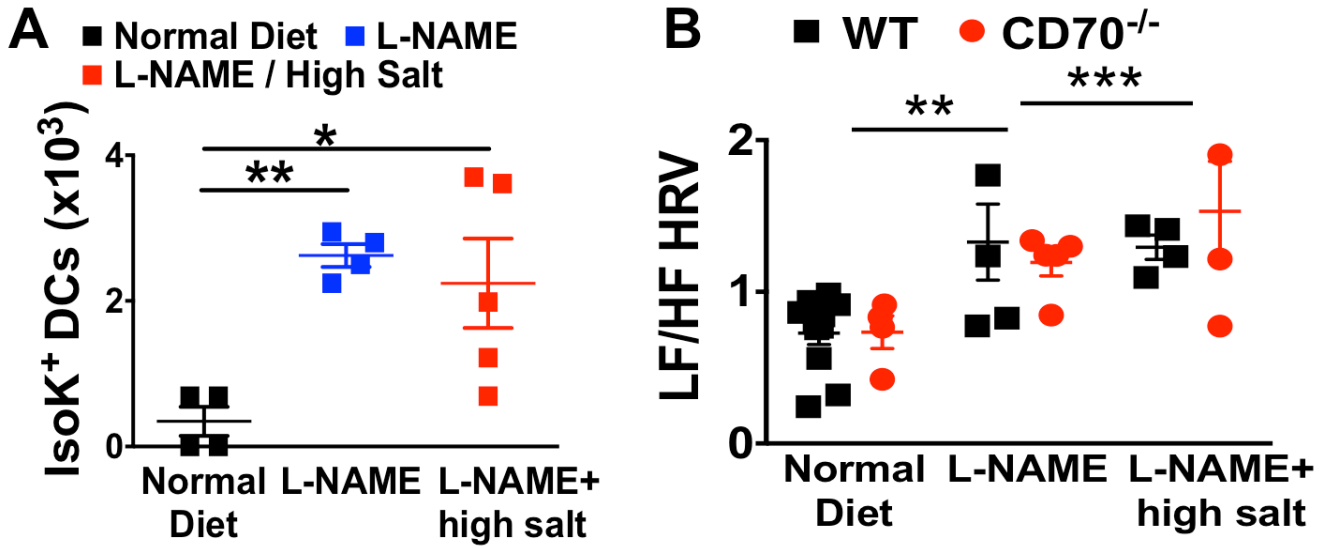 A
Normal Diet L-NAME
L-NAME / High Salt
IsoK+ DCs (x10³)
4
2
0
*
**
Normal Diet
L-NAME
L-NAME+
high salt
B
WT CD70-/-
LF/HF HRV
2
1
0
**
***
Normal
Diet
L-NAME
L-NAME+
high salt